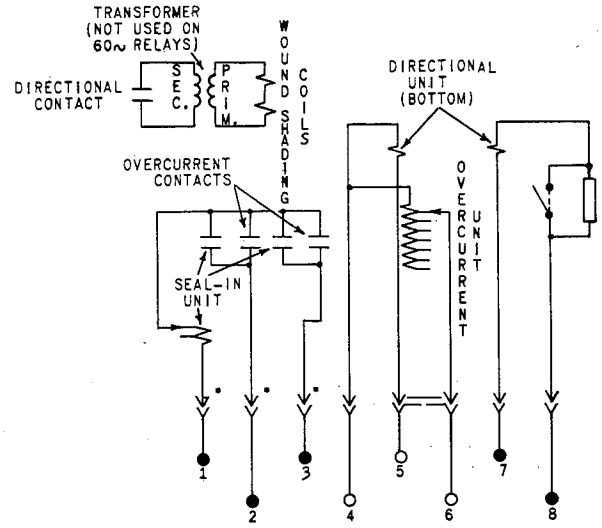 TRANSFORMER
(NOT USED ON
60~ RELAYS)
DIRECTIONAL
CONTACT
SEC.
PRIM.
WOUND SHADING
COILS
DIRECTIONAL
UNIT
(BOTTOM)
OVERCURRENT
CONTACTS
OVERCURRENT
UNIT
SEAL-IN
UNIT
* * *
1
2
3
4
5
6
7
8